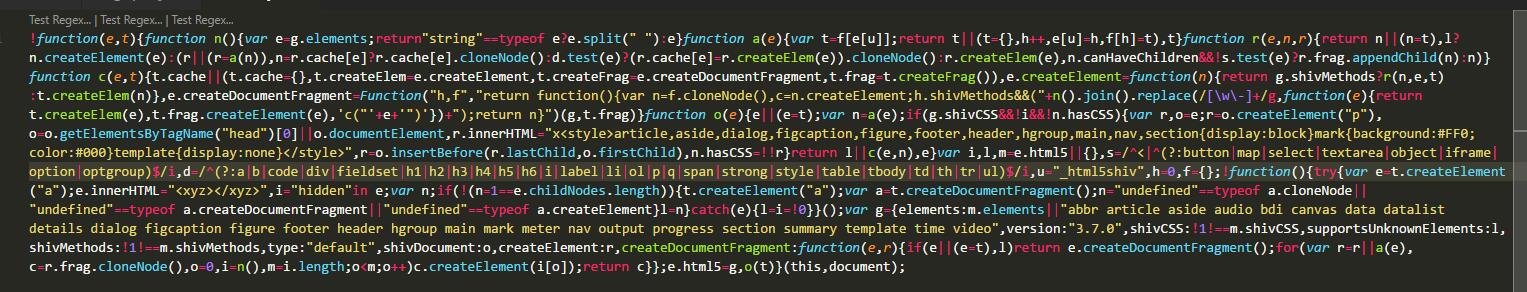 Test Regex... | Test Regex... | Test Regex...
!function(e,t){function n(){var e=g.elements;return"string"==typeof e?e.split(" "):e}function a(e){var t=f[e[u]];return t||(t={},h++,e[u]=h,f[h]=t),t}function r(e,n,r){return n||(n=t),l?
n.createElement(e):(r||(r=a(n)),n=r.cache[e]?r.cache[e].cloneNode():d.test(e)?(r.cache[e]=r.createElem(e)).cloneNode():r.createElem(e),n.canHaveChildren&&!s.test(e)?r.frag.appendChild(n):n)}
function c(e,t){t.cache||(t.cache={},t.createElem=e.createElement,t.createFrag=e.createDocumentFragment,t.frag=t.createFrag()),e.createElement=function(n){return g.shivMethods?r(n,e,t)
:t.createElem(n)},e.createDocumentFragment=Function("h,f","return function(){var n=f.cloneNode(),c=n.createElement;h.shivMethods&&("+n().join().replace(/[\w\-]+/g,function(e){return
t.createElem(e),t.frag.createElement(e),'c("'+e+'")'})+");return n}")(g,t.frag)}function o(e){e||(e=t);var n=a(e);if(g.shivCSS&&!i&&!n.hasCSS){var r,o=e;r=o.createElement("p"),
o=o.getElementsByTagName("head")[0]||o.documentElement,r.innerHTML="x<style>article,aside,dialog,figcaption,figure,footer,header,hgroup,main,nav,section{display:block}mark{background:#FF0;
color:#000}template{display:none}</style>",r=o.insertBefore(r.lastChild,o.firstChild),n.hasCSS=!!r}return l||c(e,n),e}var i,l,m=e.html5||{},s=/^<|^(?:button|map|select|textarea|object|iframe|
option|optgroup)$/i,d=/^(?:a|b|code|div|fieldset|h1|h2|h3|h4|h5|h6|i|label|li|ol|p|q|span|strong|style|table|tbody|td|th|tr|ul)$/i,u="_html5shiv",h=0,f={};!function(){try{var e=t.createElement
("a");e.innerHTML="<xyz></xyz>",i="hidden"in e;var n;if(!(n=1==e.childNodes.length)){t.createElement("a");var a=t.createDocumentFragment();n="undefined"==typeof a.cloneNode||
"undefined"==typeof a.createDocumentFragment||"undefined"==typeof a.createElement}l=n}catch(e){l=i=!0}}();var g={elements:m.elements||"abbr article aside audio bdi canvas data datalist
details dialog figcaption figure footer header hgroup main mark meter nav output progress section summary template time video",version:"3.7.0",shivCSS:!1!==m.shivCSS,supportsUnknownElements:l,
shivMethods:!1!==m.shivMethods,type:"default",shivDocument:o,createElement:r,createDocumentFragment:function(e,r){if(e||(e=t),l)return e.createDocumentFragment();for(var r=r||a(e),
c=r.frag.cloneNode(),o=0,i=n(),m=i.length;o<m;o++)c.createElement(i[o]);return c}};e.html5=g,o(t)}(this,document);